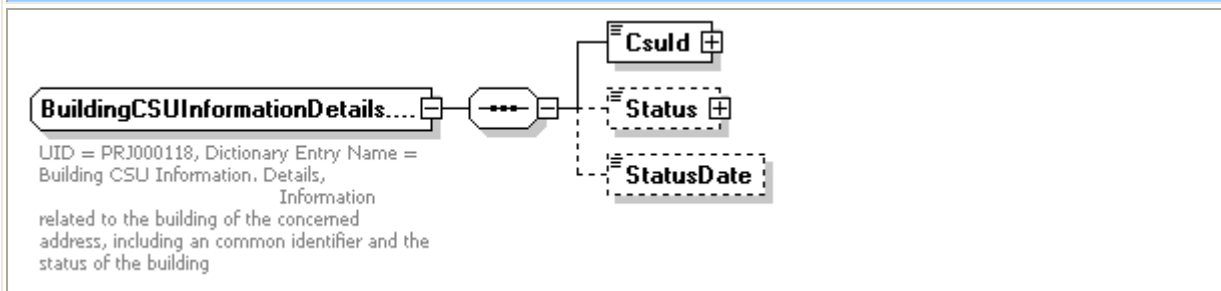 CsuId
BuildingCSUInformationDetails....
Status
StatusDate
UID = PRJ000118, Dictionary Entry Name =
Building CSU Information. Details,
Information
related to the building of the concerned
address, including an common identifier and the
status of the building